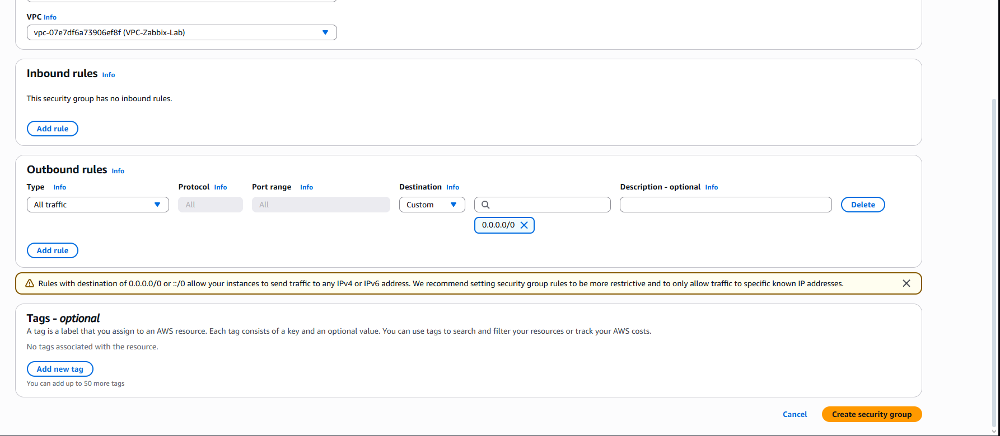 VPC Info
vpc-07e7df6a73906ef8f (VPC-Zabbix-Lab)
Inbound rules Info
This security group has no inbound rules.
Add rule
Outbound rules Info
Type Info Protocol Info Port range Info Destination Info Description - optional Info
All traffic All All Custom Delete
0.0.0.0/0
Add rule
Rules with destination of 0.0.0.0/0 or ::/0 allow your instances to send traffic to any IPv4 or IPv6 address. We recommend setting security group rules to be more restrictive and to only allow traffic to specific known IP addresses.
Tags - optional
A tag is a label that you assign to an AWS resource. Each tag consists of a key and an optional value. You can use tags to search and filter your resources or track your AWS costs.
No tags associated with the resource.
Add new tag
You can add up to 50 more tags
Cancel Create security group